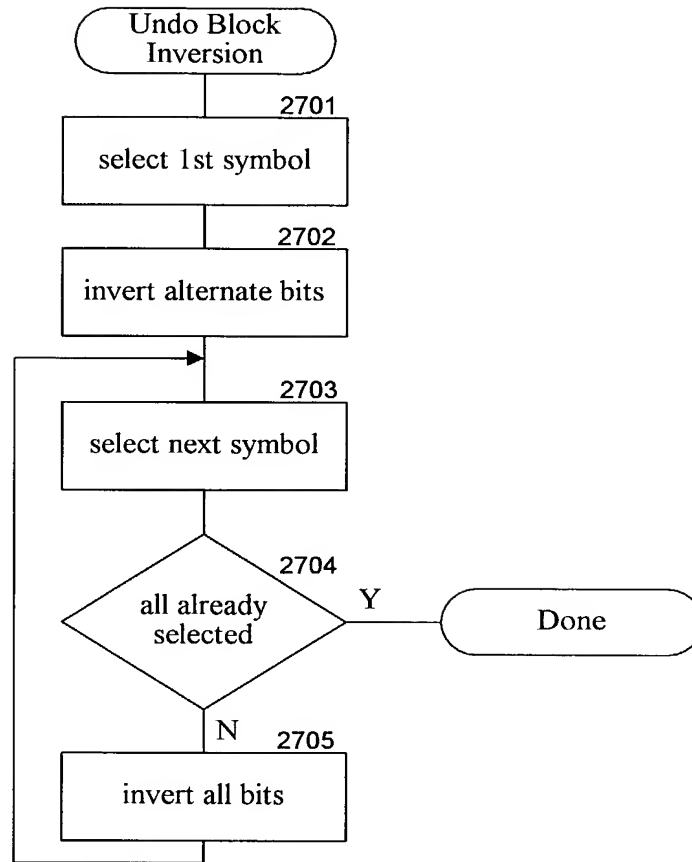 Undo Block
Inversion
2701
select 1st symbol
2702
invert alternate bits
2703
select next symbol
2704
all already
selected
Y
Done
N
2705
invert all bits